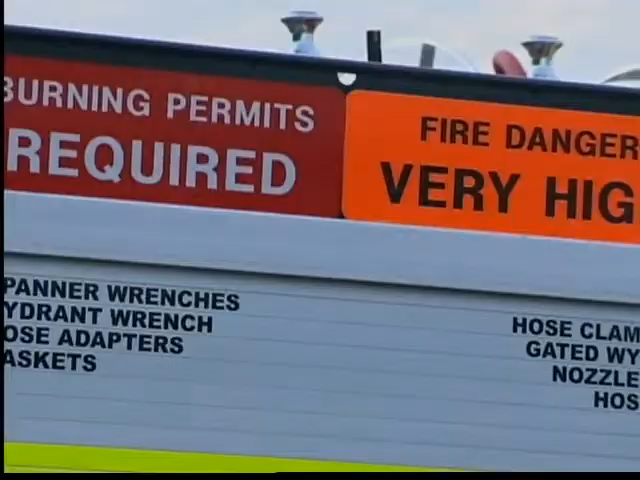 BURNING PERMITS
REQUIRED
FIRE DANGER
VERY HIG
PANNER WRENCHES
YDRANT WRENCH
OSE ADAPTERS
ASKETS
HOSE CLAM
GATED WY
NOZZLE
HOS